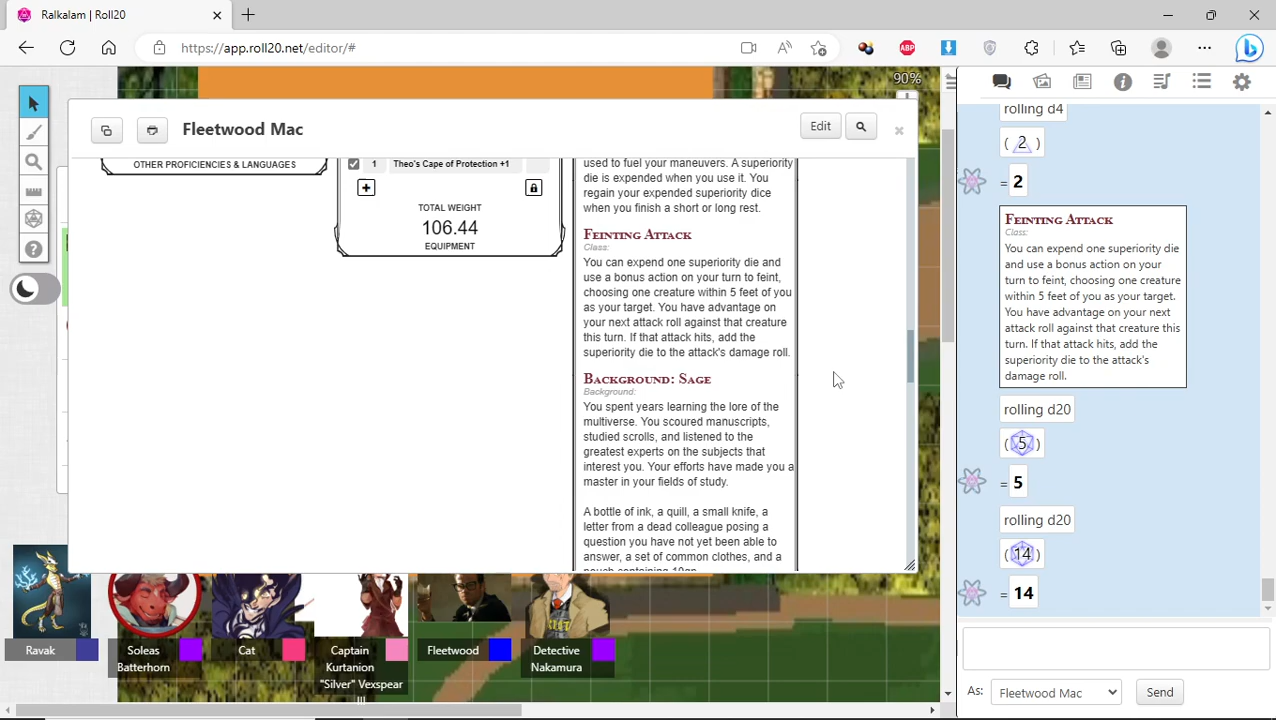 Ralkalam | Roll20
https://app.roll20.net/editor/#
90%
Fleetwood Mac
Edit
OTHER PROFICIENCIES & LANGUAGES
1 Theo's Cape of Protection +1
TOTAL WEIGHT
106.44
EQUIPMENT
used to fuel your maneuvers. A superiority
die is expended when you use it. You
regain your expended superiority dice
when you finish a short or long rest.
FEINTING ATTACK
Class:
You can expend one superiority die and
use a bonus action on your turn to feint,
choosing one creature within 5 feet of you
as your target. You have advantage on
your next attack roll against that creature
this turn. If that attack hits, add the
superiority die to the attack's damage roll.
BACKGROUND: SAGE
Background:
You spent years learning the lore of the
multiverse. You scoured manuscripts,
studied scrolls, and listened to the
greatest experts on the subjects that
interest you. Your efforts have made you a
master in your fields of study.
A bottle of ink, a quill, a small knife, a
letter from a dead colleague posing a
question you have not yet been able to
answer, a set of common clothes, and a
pouch containing 10gp
Ravak
Soleas
Batterhorn
Cat
Captain
Kurtanion
"Silver" Vexspear
III
Fleetwood
Detective
Nakamura
rolling d4
(2)
=2
FEINTING ATTACK
Class:
You can expend one superiority die
and use a bonus action on your
turn to feint, choosing one creature
within 5 feet of you as your target.
You have advantage on your next
attack roll against that creature this
turn. If that attack hits, add the
superiority die to the attack's
damage roll.
rolling d20
(5)
=5
rolling d20
(14)
=14
As: Fleetwood Mac
Send
ABP